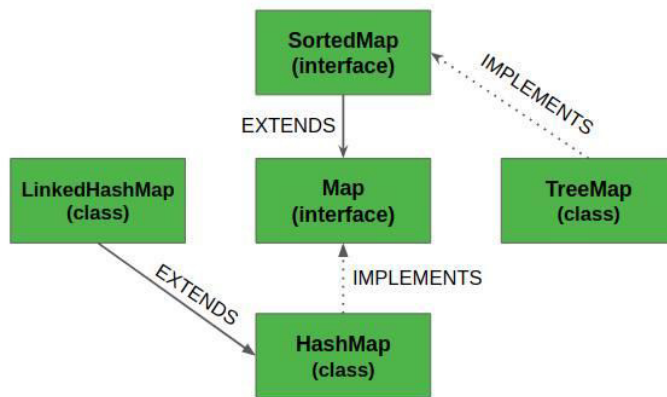 SortedMap
(interface)
IMPLEMENTS
EXTENDS
LinkedHashMap
(class)
Map
(interface)
TreeMap
(class)
EXTENDS
IMPLEMENTS
HashMap
(class)